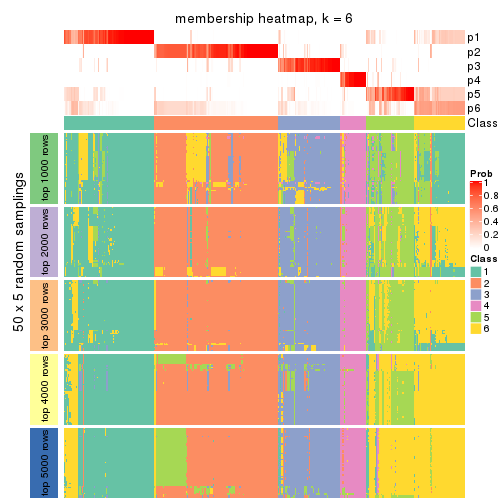 membership heatmap, k = 6
p1
p2
p3
p4
p5
p6
Class
50 x 5 random samplings
top 1000 rows
top 2000 rows
top 3000 rows
top 4000 rows
top 5000 rows
Prob
1
0.8
0.6
0.4
0.2
0
Class
1
2
3
4
5
6